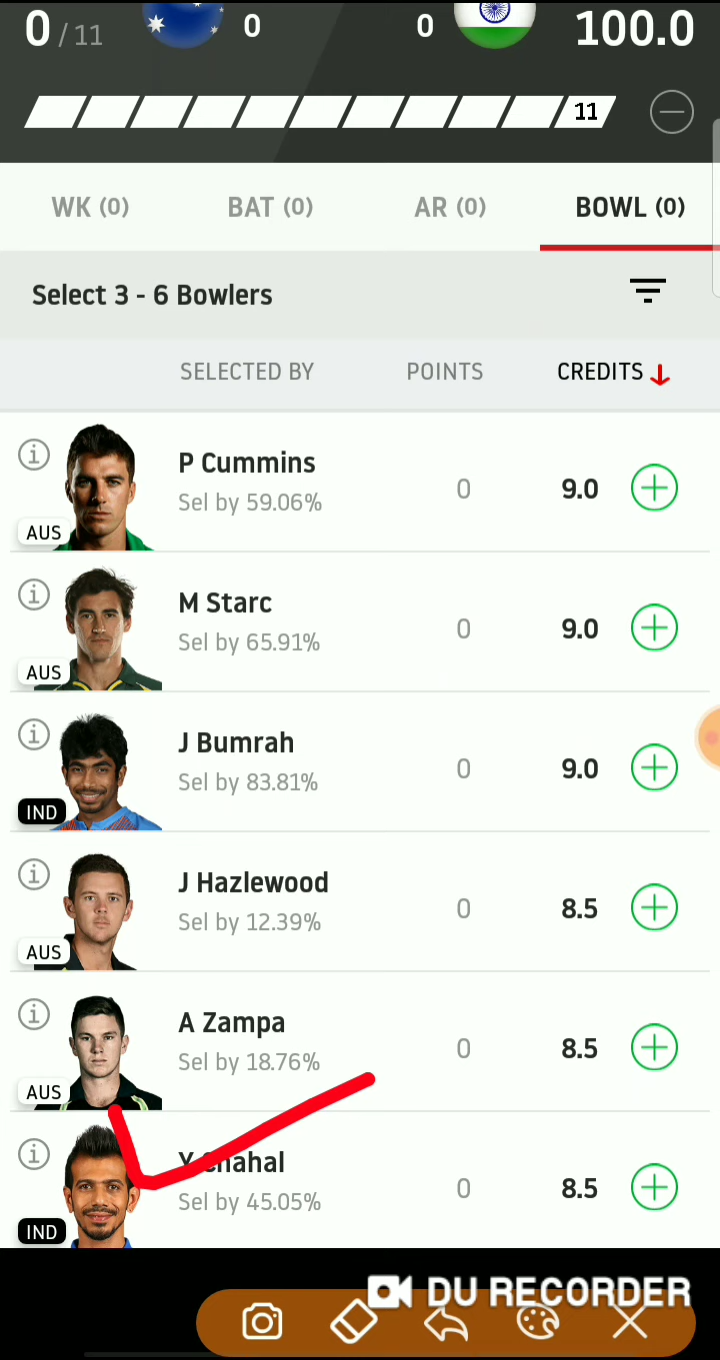 0 / 11 0 0 100.0
11
WK (0) BAT (0) AR (0) BOWL (0)
Select 3 - 6 Bowlers
SELECTED BY POINTS CREDITS
P Cummins
Sel by 59.06% 0 9.0
AUS
M Starc
Sel by 65.91% 0 9.0
AUS
J Bumrah
Sel by 83.81% 0 9.0
IND
J Hazlewood
Sel by 12.39% 0 8.5
AUS
A Zampa
Sel by 18.76% 0 8.5
AUS
Y Chahal
Sel by 45.05% 0 8.5
IND
DU RECORDER